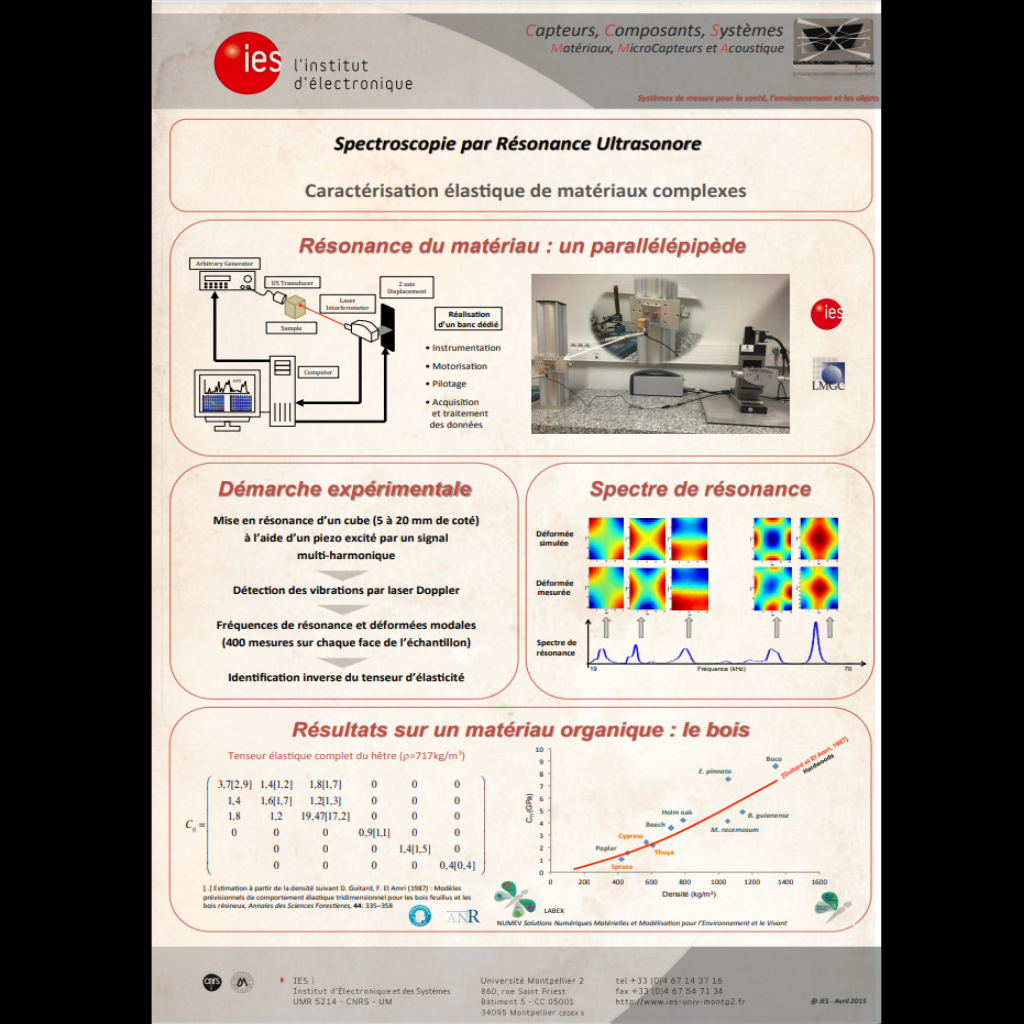 ies l'institut
d'électronique
Capteurs, Composants, Systèmes
Matériaux, MicroCapteurs et Acoustique
Systèmes de mesure pour la santé, l'environnement et les objets
Spectroscopie par Résonance Ultrasonore
Caractérisation élastique de matériaux complexes
Résonance du matériau : un parallélépipède
Arbitrary Generator
US Transducer
2 axis
Displacement
Laser
Interferometer
Sample
Computer
Réalisation
d'un banc dédié
• Instrumentation
• Motorisation
• Pilotage
• Acquisition
et traitement
des données
ies
LMGC
Démarche expérimentale
Mise en résonance d'un cube (5 à 20 mm de coté)
à l'aide d'un piezo excité par un signal
multi-harmonique
Détection des vibrations par laser Doppler
Fréquences de résonance et déformées modales
(400 mesures sur chaque face de l'échantillon)
Identification inverse du tenseur d'élasticité
Spectre de résonance
Déformée
simulée
Déformée
mesurée
Spectre de
résonance
19 Fréquence (kHz) 70
Résultats sur un matériau organique : le bois
Tenseur élastique complet du hêtre (ρ=717kg/m³)
3,7[2,9] 1,4[1,2] 1,8[1,7] 0 0 0
1,4 1,6[1,7] 1,2[1,3] 0 0 0
1,8 1,2 19,47[17,2] 0 0 0
C_ij =
0 0 0 0,9[1,1] 0 0
0 0 0 0 1,4[1,5] 0
0 0 0 0 0 0,4[0,4]
[..] Estimation à partir de la densité suivant D. Guitard, F. El Amri (1987) : Modèles
prévisionnels de comportement élastique tridimensionnel pour les bois feuillus et les
bois résineux, Annales des Sciences Forestieres, 44: 335–358
ANR
10
9
8
7
6
5
4
3
2
1
0
(GPa)
0 200 400 600 800 1000 1200 1400 1600
Densité (kg/m³)
Boco
E. pinnata
[Guitard et El Amri, 1987]
Hardwoods
Holm oak
B. guianense
Beech
M. racemosum
Cypress
Poplar
Thuya
Spruce
LABEX
NUMEV Solutions Numériques Matérielles et Modélisation pour l'Environnement et le Vivant
cnrs
IES |
Institut d'Électronique et des Systèmes
UMR 5214 - CNRS - UM
Université Montpellier 2
860, rue Saint Priest
Bâtiment 5 - CC 05001
34095 Montpellier CEDEX 5
tel +33 (0)4 67 14 37 16
fax +33 (0)4 67 54 71 34
http://www.ies-univ-montp2.fr
@ IES - Avril 2015